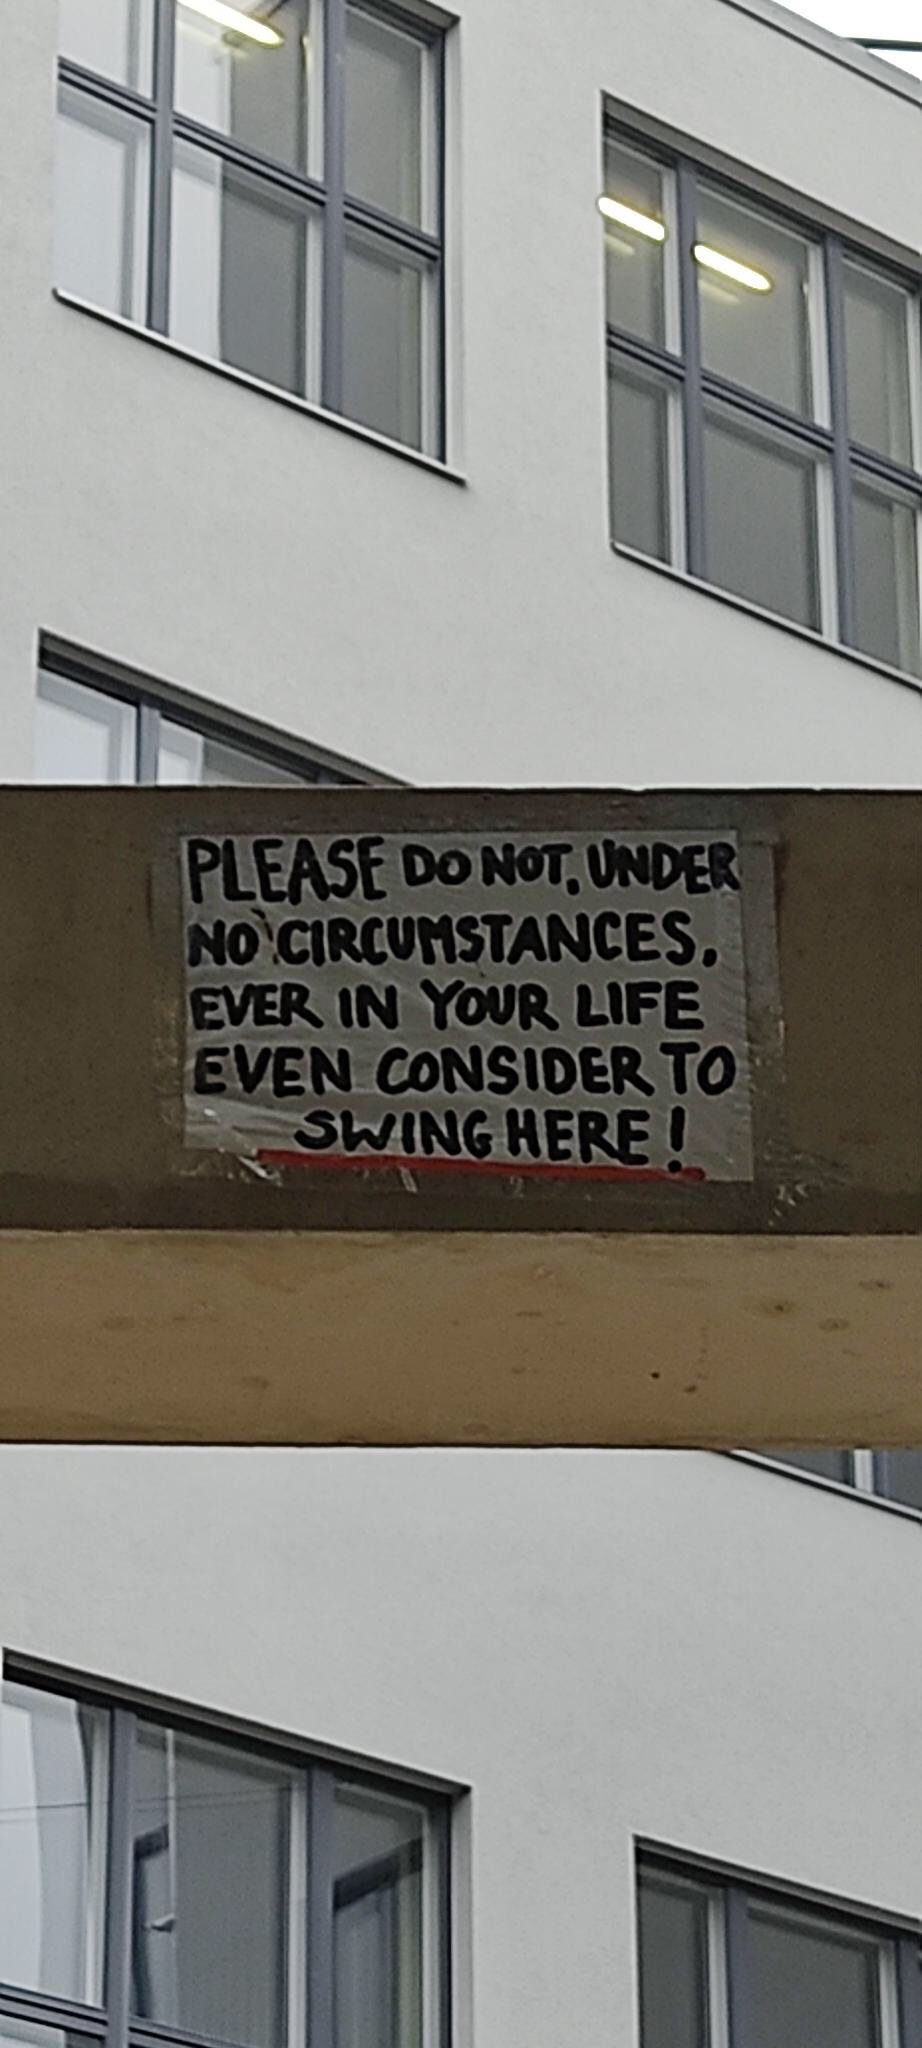 PLEASE DO NOT, UNDER
NO CIRCUMSTANCES,
EVER IN YOUR LIFE
EVEN CONSIDER TO
SWING HERE!